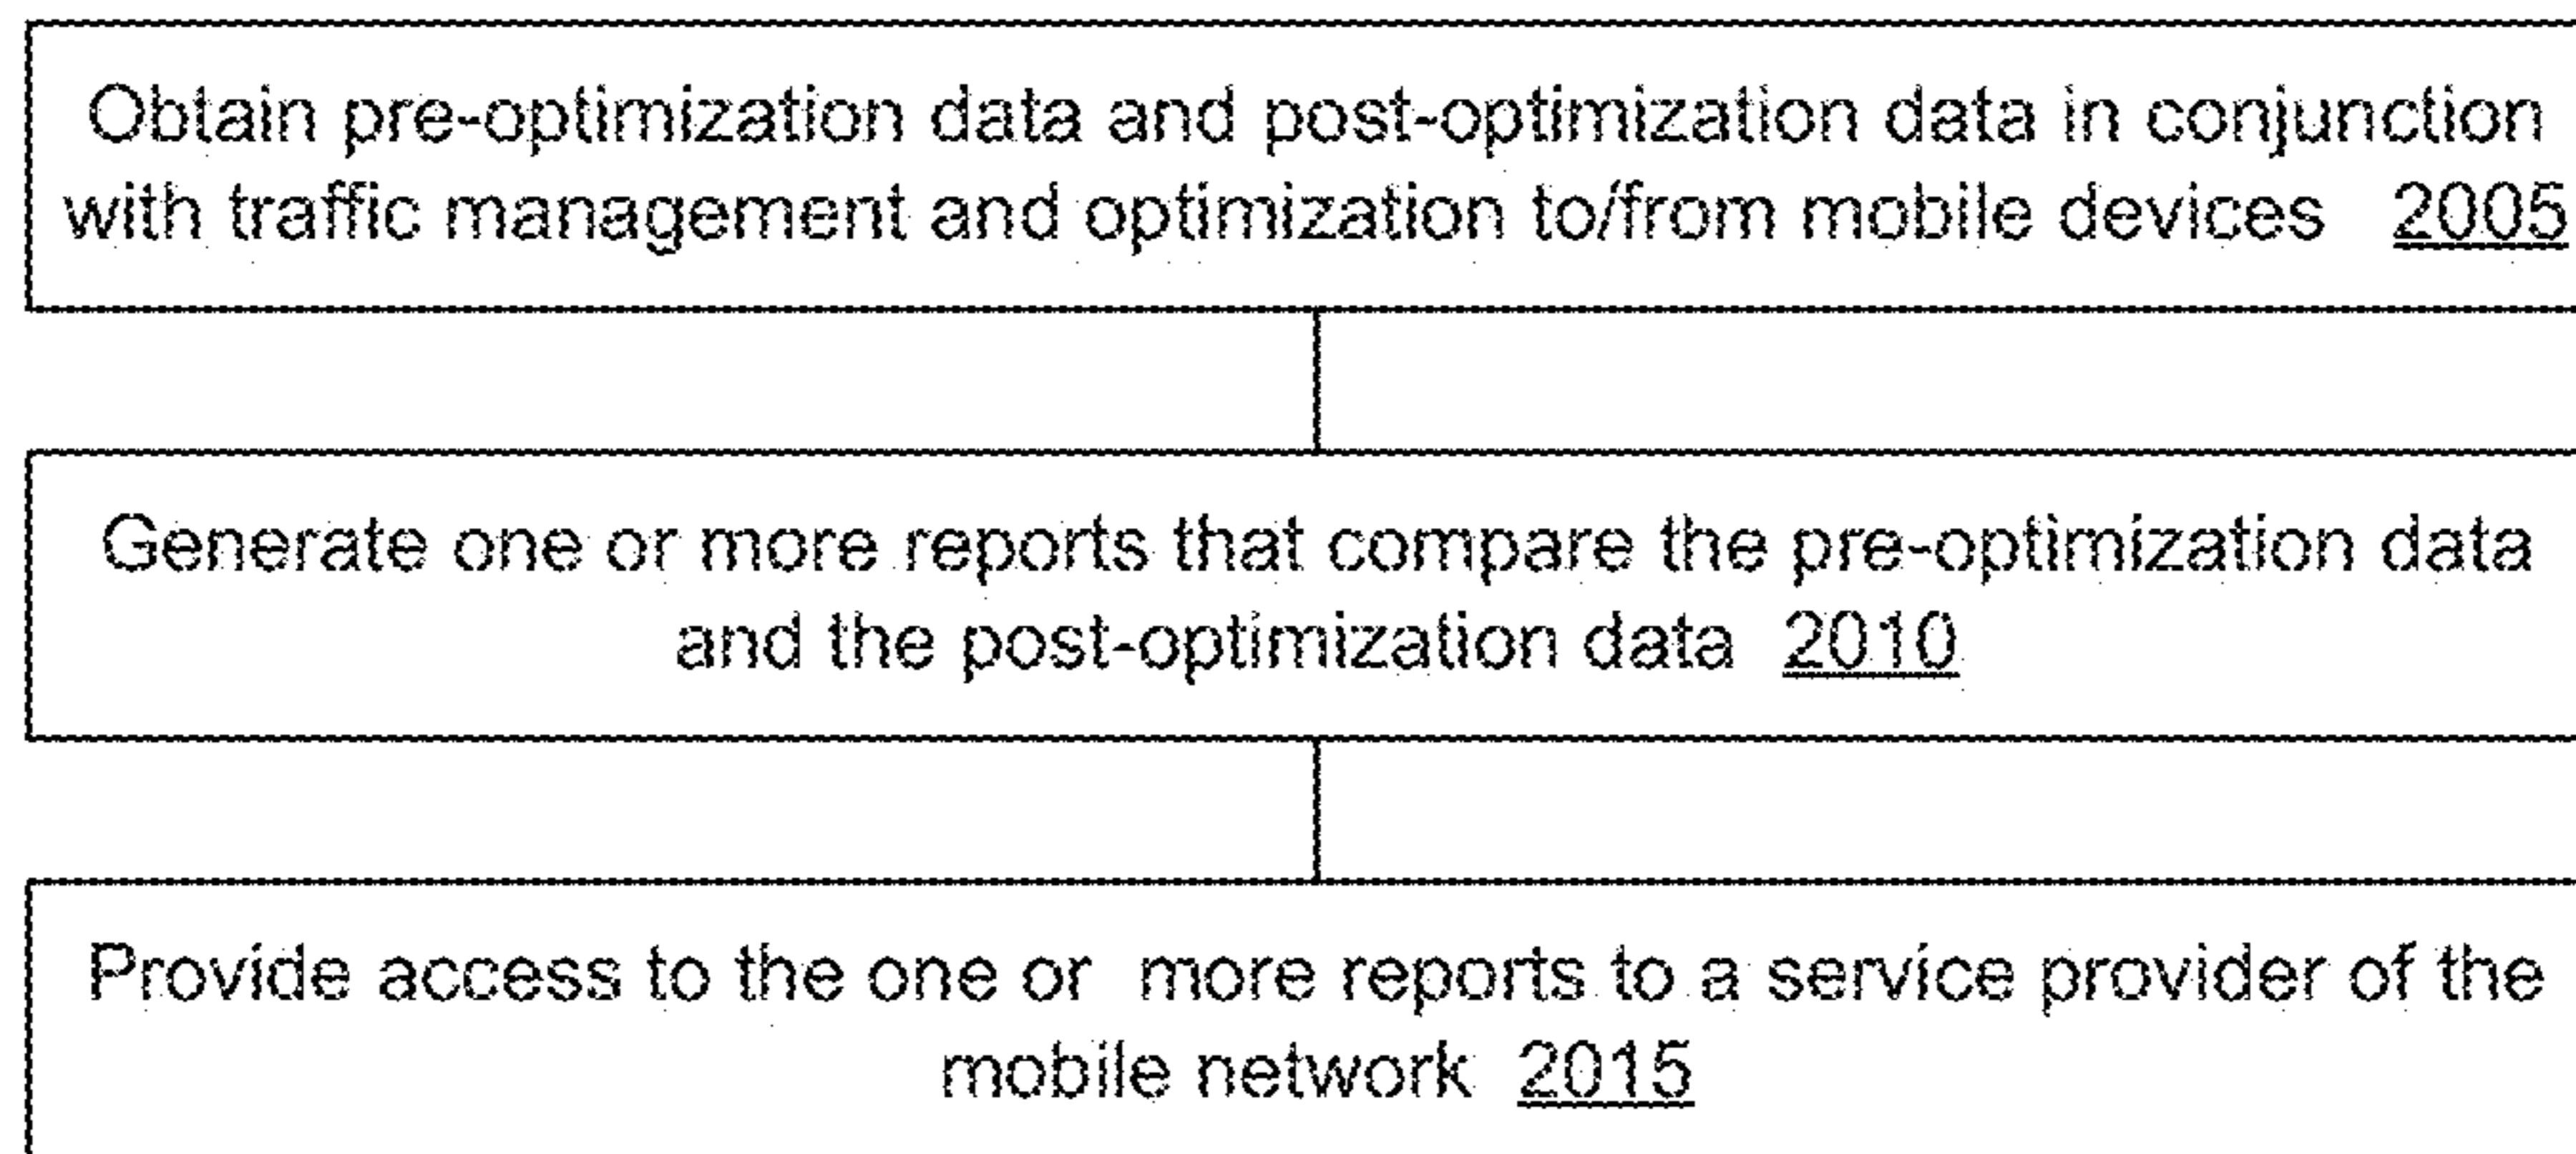 Obtain pre-optimization data and post-optimization data in conjunction
with traffic management and optimization to/from mobile devices 2005
Generate one or more reports that compare the pre-optimization data
and the post-optimization data 2010
Provide access to the one or more reports to a service provider of the
mobile network 2015